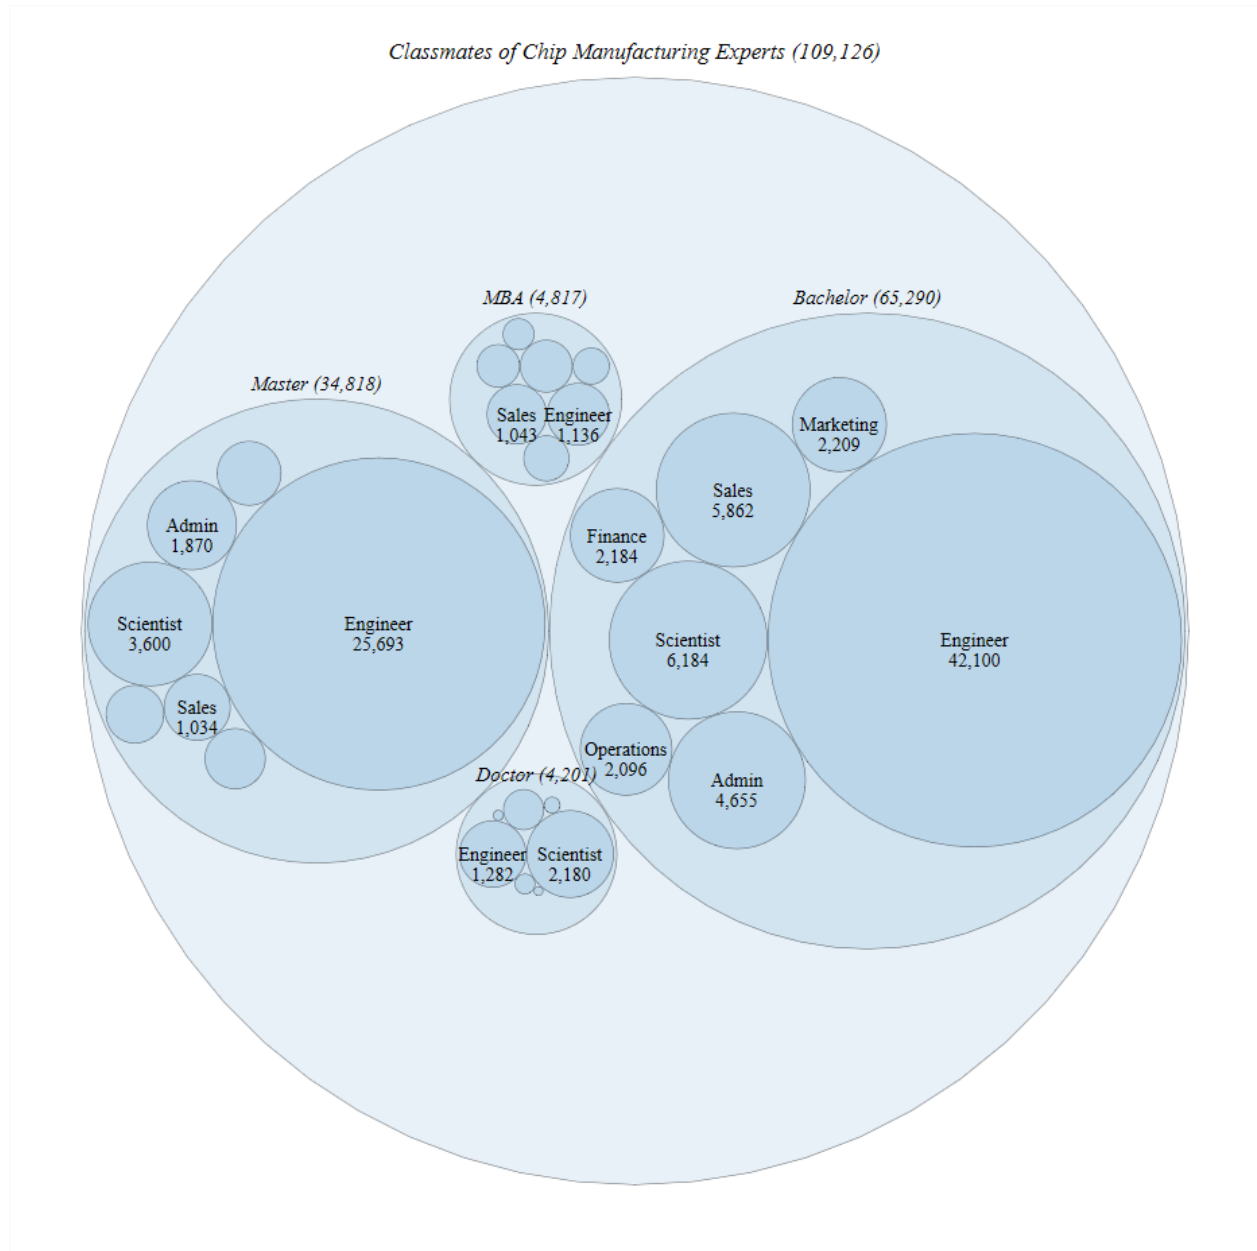 Classmates of Chip Manufacturing Experts (109,126)
MBA (4,817)
Sales
1,043
Engineer
1,136
Bachelor (65,290)
Marketing
2,209
Sales
5,862
Finance
2,184
Scientist
6,184
Engineer
42,100
Operations
2,096
Admin
4,655
Master (34,818)
Admin
1,870
Scientist
3,600
Engineer
25,693
Sales
1,034
Doctor (4,201)
Engineer
1,282
Scientist
2,180